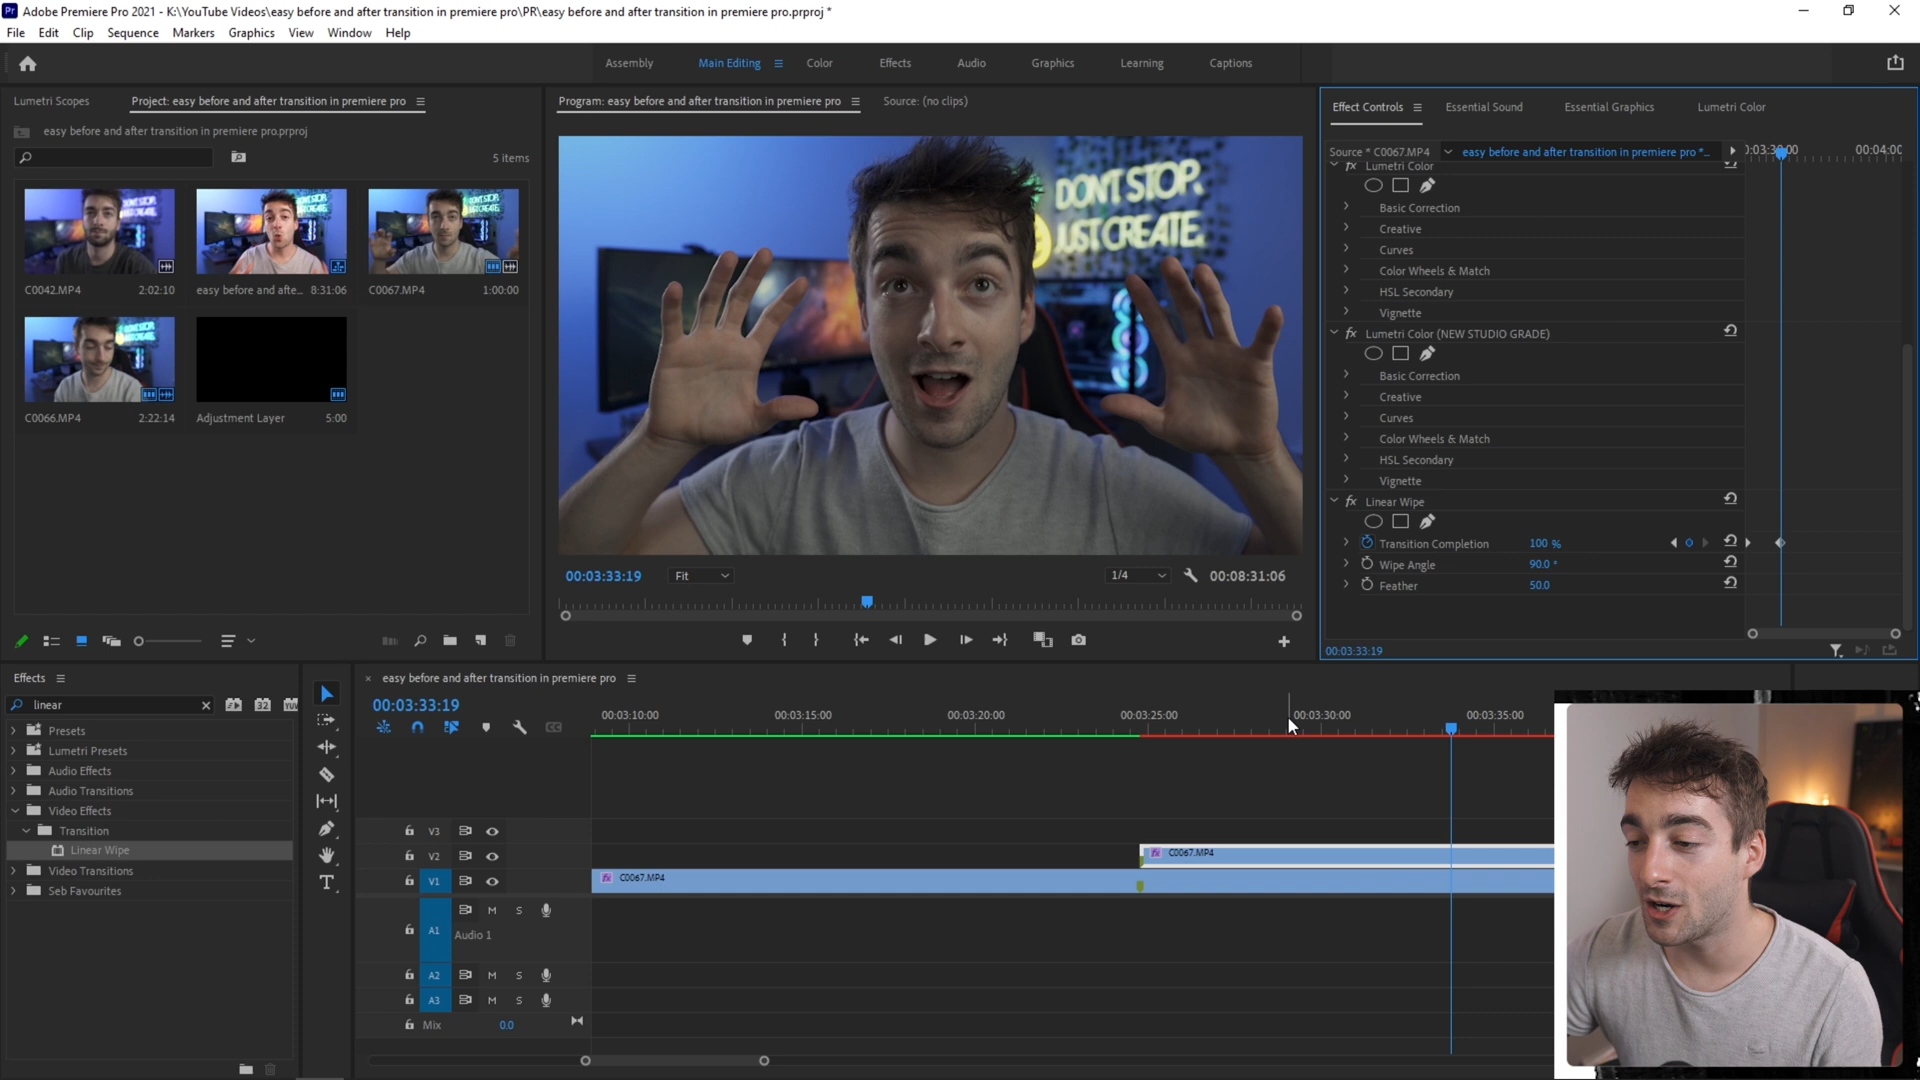 Adobe Premiere Pro 2021 - K:\YouTube Videos\easy before and after transition in premiere pro\PR\easy before and after transition in premiere pro.prproj *
File Edit Clip Sequence Markers Graphics View Window Help
Assembly Main Editing Color Effects Audio Graphics Learning Captions
Lumetri Scopes Project: easy before and after transition in premiere pro
easy before and after transition in premiere pro.prproj
5 items
C0042.MP4 2:02:10
easy before and afte... 8:31:06
C0067.MP4 1:00:00
C0066.MP4 2:22:14
Adjustment Layer 5:00
Program: easy before and after transition in premiere pro Source: (no clips)
DON'T STOP.
JUST CREATE.
00:03:33:19 Fit 1/4 00:08:31:06
Effect Controls Essential Sound Essential Graphics Lumetri Color
Source * C0067.MP4 easy before and after transition in premiere pro *...
00:04:00
fx Lumetri Color
Basic Correction
Creative
Curves
Color Wheels & Match
HSL Secondary
Vignette
fx Lumetri Color (NEW STUDIO GRADE)
Basic Correction
Creative
Curves
Color Wheels & Match
HSL Secondary
Vignette
fx Linear Wipe
Transition Completion 100 %
Wipe Angle 90.0 °
Feather 50.0
00:03:33:19
Effects
linear
32 YUV
Presets
Lumetri Presets
Audio Effects
Audio Transitions
Video Effects
Transition
Linear Wipe
Video Transitions
Seb Favourites
easy before and after transition in premiere pro
00:03:33:19
00:03:10:00 00:03:15:00 00:03:20:00 00:03:25:00 00:03:30:00 00:03:35:00
V3
V2 fx C0067.MP4
V1 fx C0067.MP4
A1 M S
Audio 1
A2 M S
A3 M S
Mix 0.0